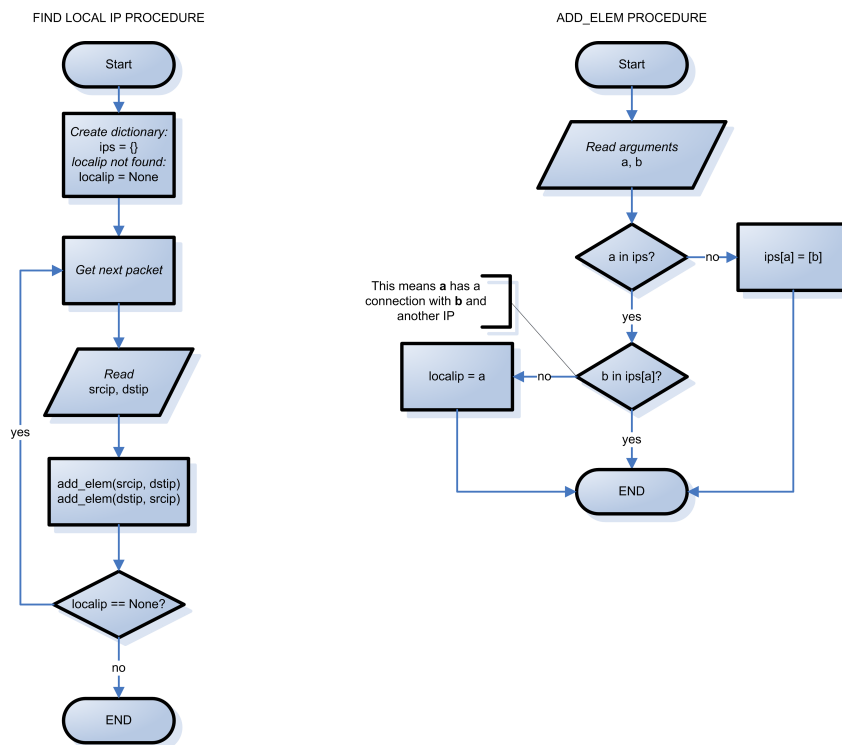 FIND LOCAL IP PROCEDURE
Start
Create dictionary:
ips = {}
localip not found:
localip = None
Get next packet
Read
srcip, dstip
yes
add_elem(srcip, dstip)
add_elem(dstip, srcip)
localip == None?
no
END
ADD_ELEM PROCEDURE
Start
Read arguments
a, b
a in ips?
no
ips[a] = [b]
This means a has a
connection with b and
another IP
yes
localip = a
no
b in ips[a]?
yes
END